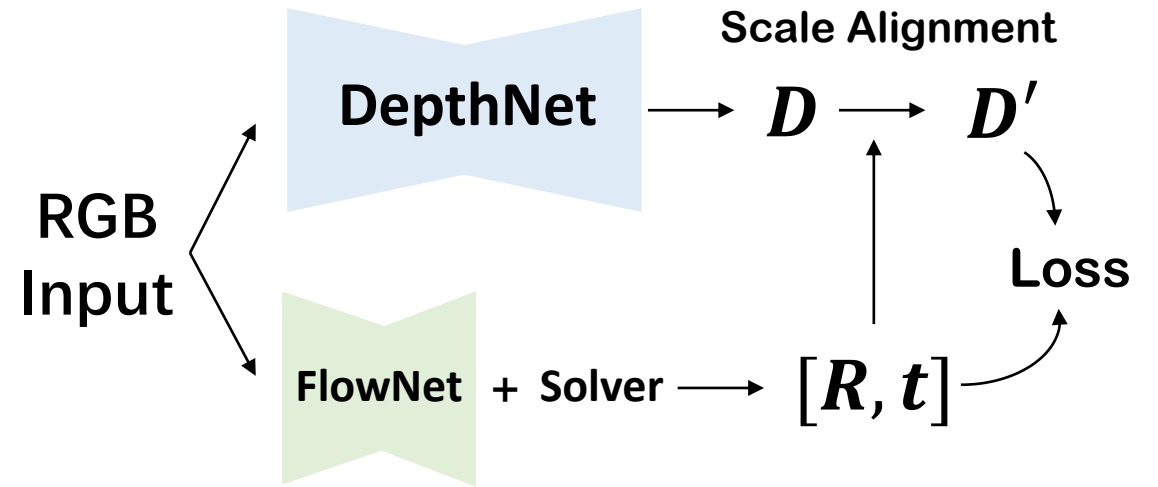 Scale Alignment
DepthNet
D
D′
RGB
Input
Loss
FlowNet + Solver
[R, t]